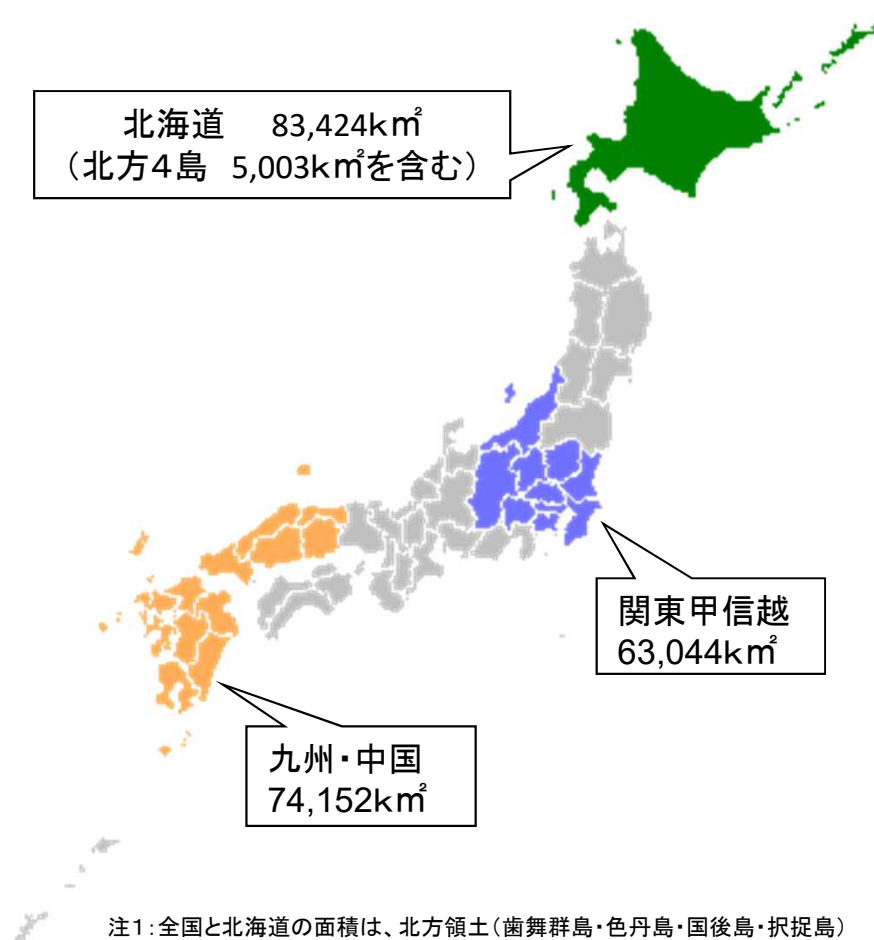 北海道　83,424k㎡
（北方４島　5,003k㎡を含む）
関東甲信越
63,044k㎡
九州・中国
74,152k㎡
注１：全国と北海道の面積は、北方領土（歯舞群島・色丹島・国後島・択捉島）